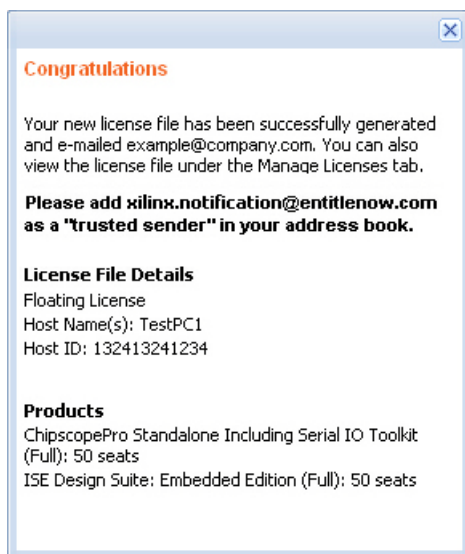 Congratulations
Your new license file has been successfully generated
and e-mailed example@company.com. You can also
view the license file under the Manage Licenses tab.
Please add xilinx.notification@entitlenow.com
as a "trusted sender" in your address book.
License File Details
Floating License
Host Name(s): TestPC1
Host ID: 132413241234
Products
ChipscopePro Standalone Including Serial IO Toolkit
(Full): 50 seats
ISE Design Suite: Embedded Edition (Full): 50 seats